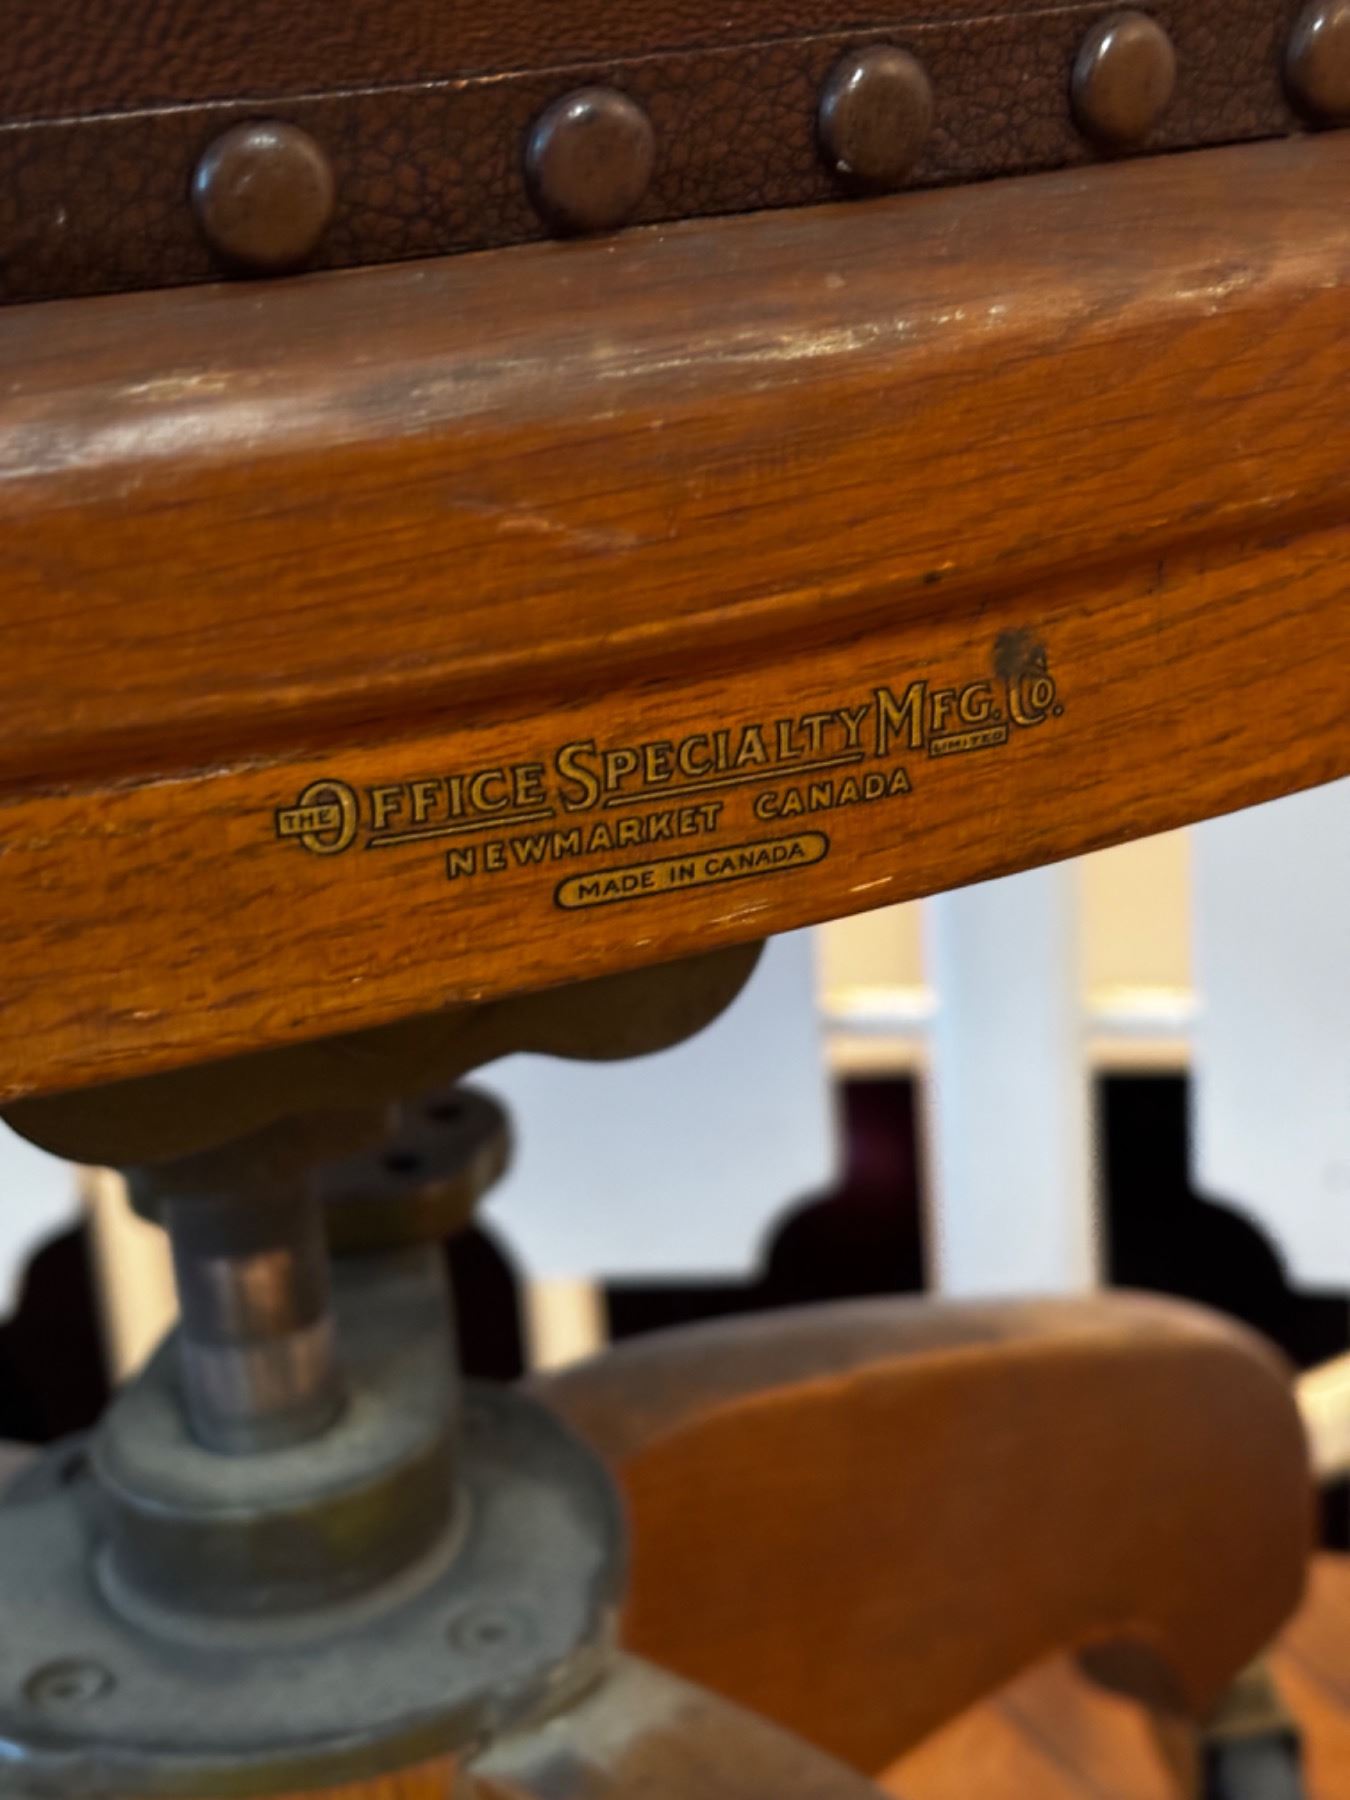 THE OFFICE SPECIALTY MFG. CO.
LIMITED
NEWMARKET CANADA
MADE IN CANADA